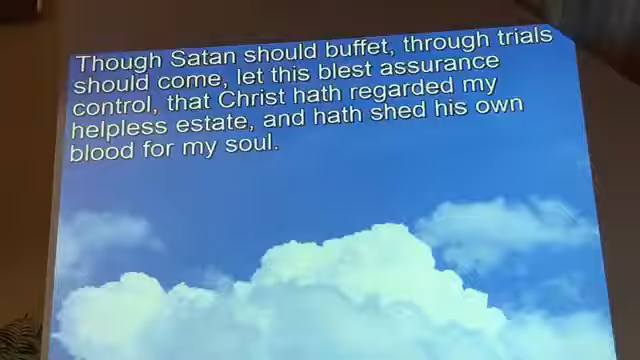 Though Satan should buffet, through trials
should come, let this blest assurance
control, that Christ hath regarded my
helpless estate, and hath shed his own
blood for my soul.